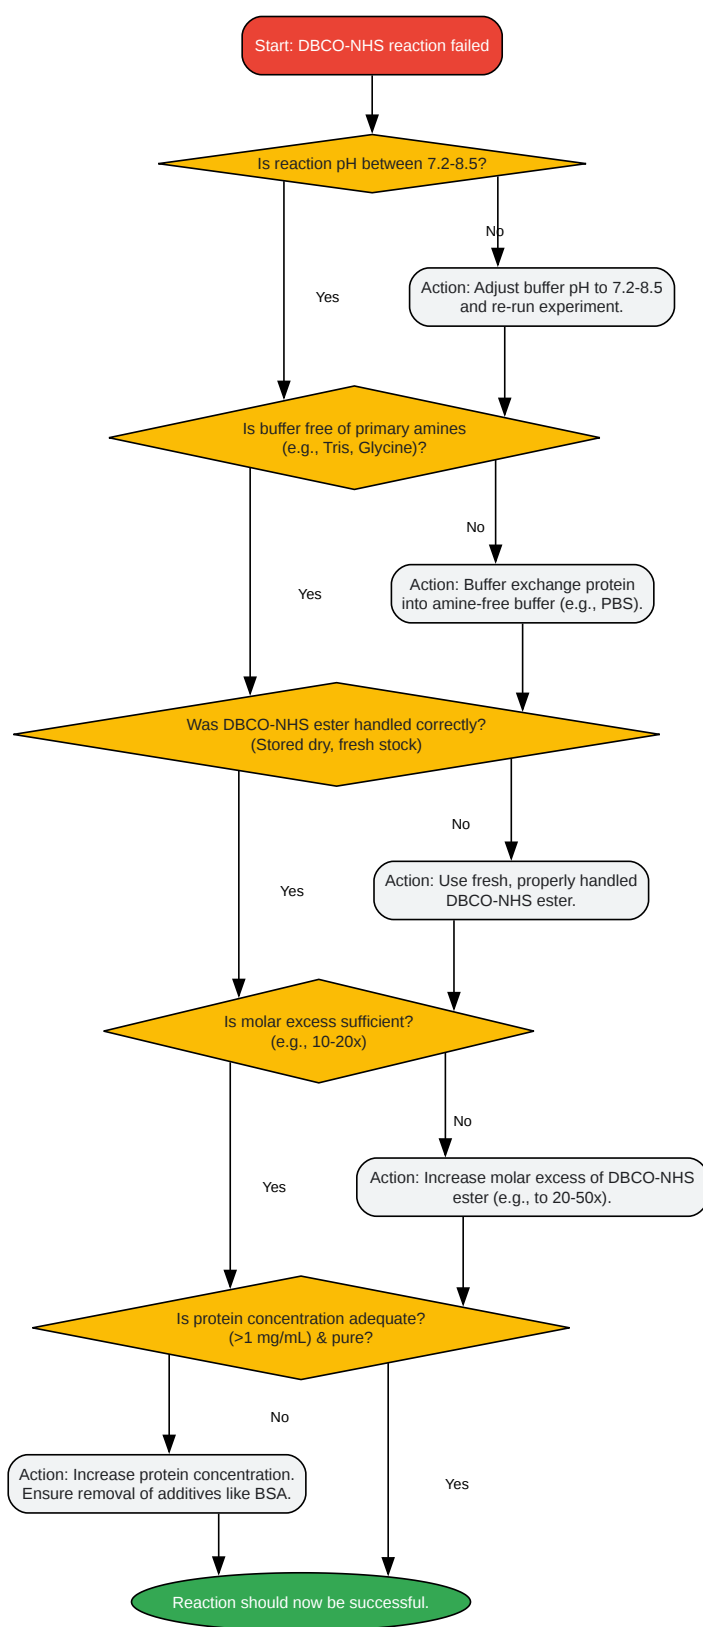 Start: DBCO-NHS reaction failed
Is reaction pH between 7.2-8.5?
No
Yes
Action: Adjust buffer pH to 7.2-8.5
and re-run experiment.
Is buffer free of primary amines
(e.g., Tris, Glycine)?
No
Yes
Action: Buffer exchange protein
into amine-free buffer (e.g., PBS).
Was DBCO-NHS ester handled correctly?
(Stored dry, fresh stock)
No
Yes
Action: Use fresh, properly handled
DBCO-NHS ester.
Is molar excess sufficient?
(e.g., 10-20x)
No
Yes
Action: Increase molar excess of DBCO-NHS
ester (e.g., to 20-50x).
Is protein concentration adequate?
(>1 mg/mL) & pure?
No
Action: Increase protein concentration.
Ensure removal of additives like BSA.
Yes
Reaction should now be successful.